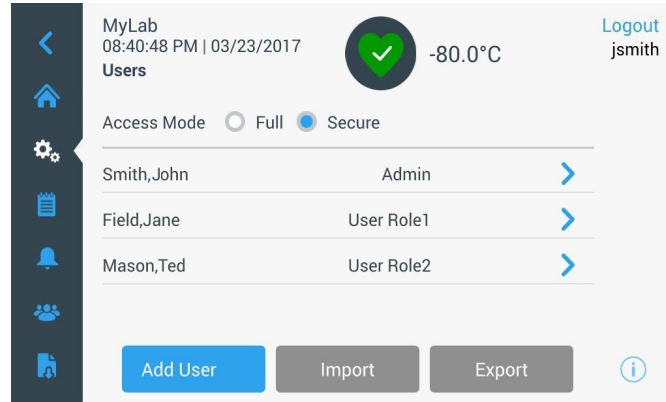 MyLab
08:40:48 PM | 03/23/2017
Users
-80.0°C
Logout
jsmith
Access Mode Full Secure
Smith,John Admin
Field,Jane User Role1
Mason,Ted User Role2
Add User Import Export
i